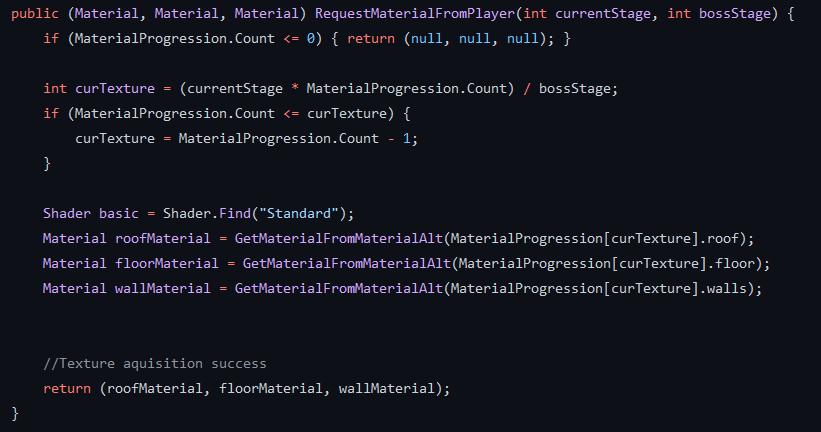 public (Material, Material, Material) RequestMaterialFromPlayer(int currentStage, int bossStage) {
if (MaterialProgression.Count <= 0) { return (null, null, null); }
int curTexture = (currentStage * MaterialProgression.Count) / bossStage;
if (MaterialProgression.Count <= curTexture) {
curTexture = MaterialProgression.Count - 1;
}
Shader basic = Shader.Find("Standard");
Material roofMaterial = GetMaterialFromMaterialAlt(MaterialProgression[curTexture].roof);
Material floorMaterial = GetMaterialFromMaterialAlt(MaterialProgression[curTexture].floor);
Material wallMaterial = GetMaterialFromMaterialAlt(MaterialProgression[curTexture].walls);
//Texture aquisition success
return (roofMaterial, floorMaterial, wallMaterial);
}